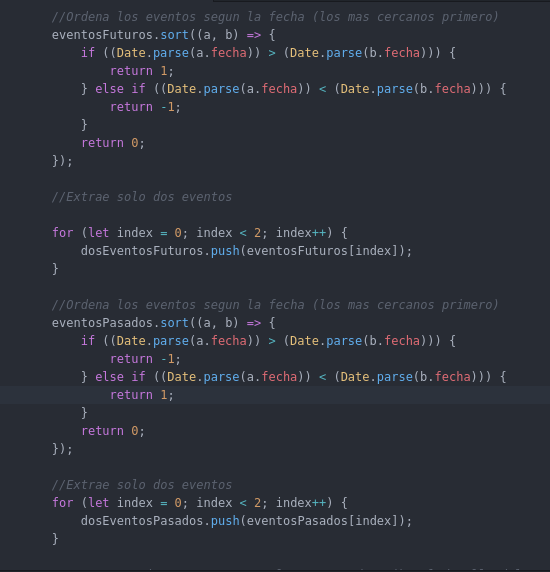 //Ordena los eventos segun la fecha (los mas cercanos primero)
eventosFuturos.sort((a, b) => {
    if ((Date.parse(a.fecha)) > (Date.parse(b.fecha))) {
        return 1;
    } else if ((Date.parse(a.fecha)) < (Date.parse(b.fecha))) {
        return -1;
    }
    return 0;
});

//Extrae solo dos eventos

for (let index = 0; index < 2; index++) {
    dosEventosFuturos.push(eventosFuturos[index]);
}

//Ordena los eventos segun la fecha (los mas cercanos primero)
eventosPasados.sort((a, b) => {
    if ((Date.parse(a.fecha)) > (Date.parse(b.fecha))) {
        return -1;
    } else if ((Date.parse(a.fecha)) < (Date.parse(b.fecha))) {
        return 1;
    }
    return 0;
});

//Extrae solo dos eventos
for (let index = 0; index < 2; index++) {
    dosEventosPasados.push(eventosPasados[index]);
}